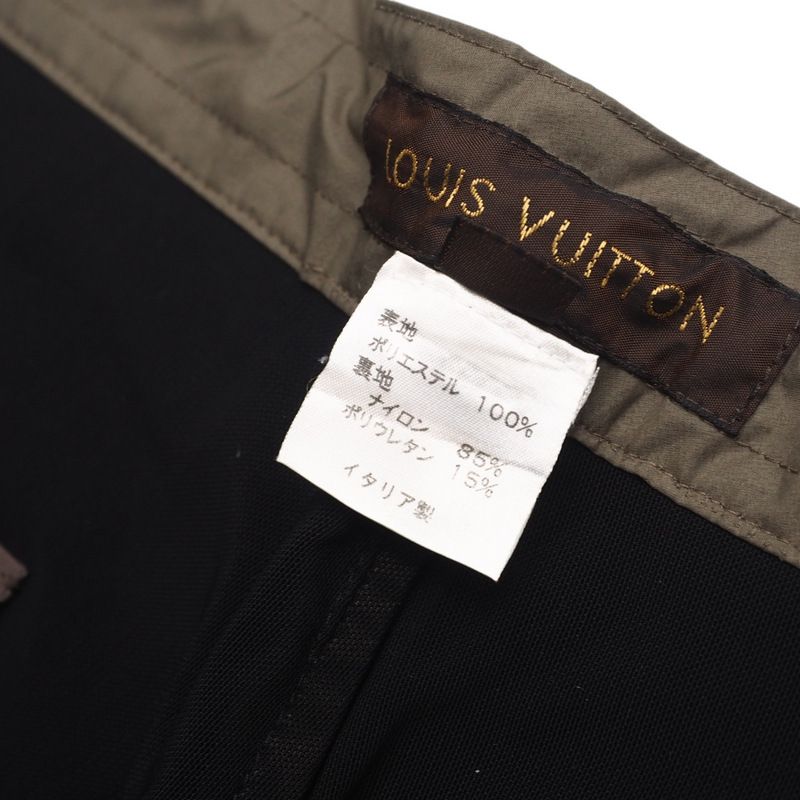 LOUIS VUITTON
表地
ポリエステル 100%
裏地
ナイロン 85%
ポリウレタン 15%
イタリア製